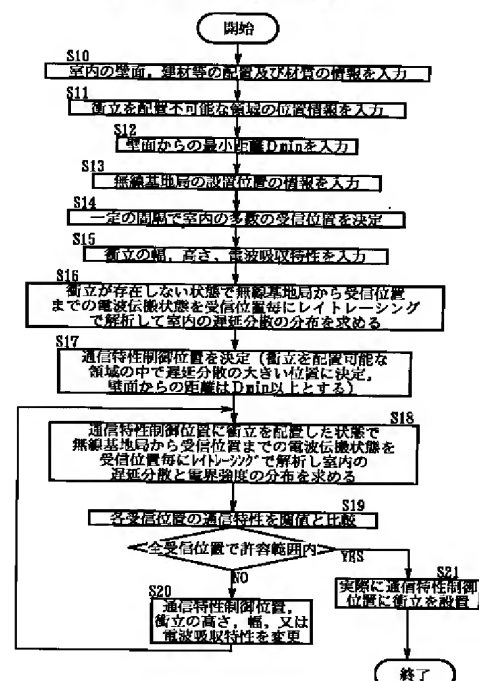 開始
S10
室内の壁面，建材等の配置及び材質の情報を入力
S11
衝立を配置不可能な領域の位置情報を入力
S12
壁面からの最小距離Dminを入力
S13
無線基地局の設置位置の情報を入力
S14
一定の間隔で室内の多数の受信位置を決定
S15
衝立の幅，高さ，電波吸収特性を入力
S16
衝立が存在しない状態で無線基地局から受信位置
までの電波伝搬状態を受信位置毎にレイトレーシング
で解析して室内の遅延分散の分布を求める
S17
通信特性制御位置を決定（衝立を配置可能な
領域の中で遅延分散の大きい位置に決定，
壁面からの距離はDmin以上とする）
S18
通信特性制御位置に衝立を配置した状態で
無線基地局から受信位置までの電波伝搬状態を
受信位置毎にレイトレーシングで解析し室内の
遅延分散と電界強度の分布を求める
S19
各受信位置の通信特性を閾値と比較
全受信位置で許容範囲内
YES
NO
S20
通信特性制御位置，
衝立の高さ，幅，又は
電波吸収特性を変更
S21
実際に通信特性制御
位置に衝立を設置
終了